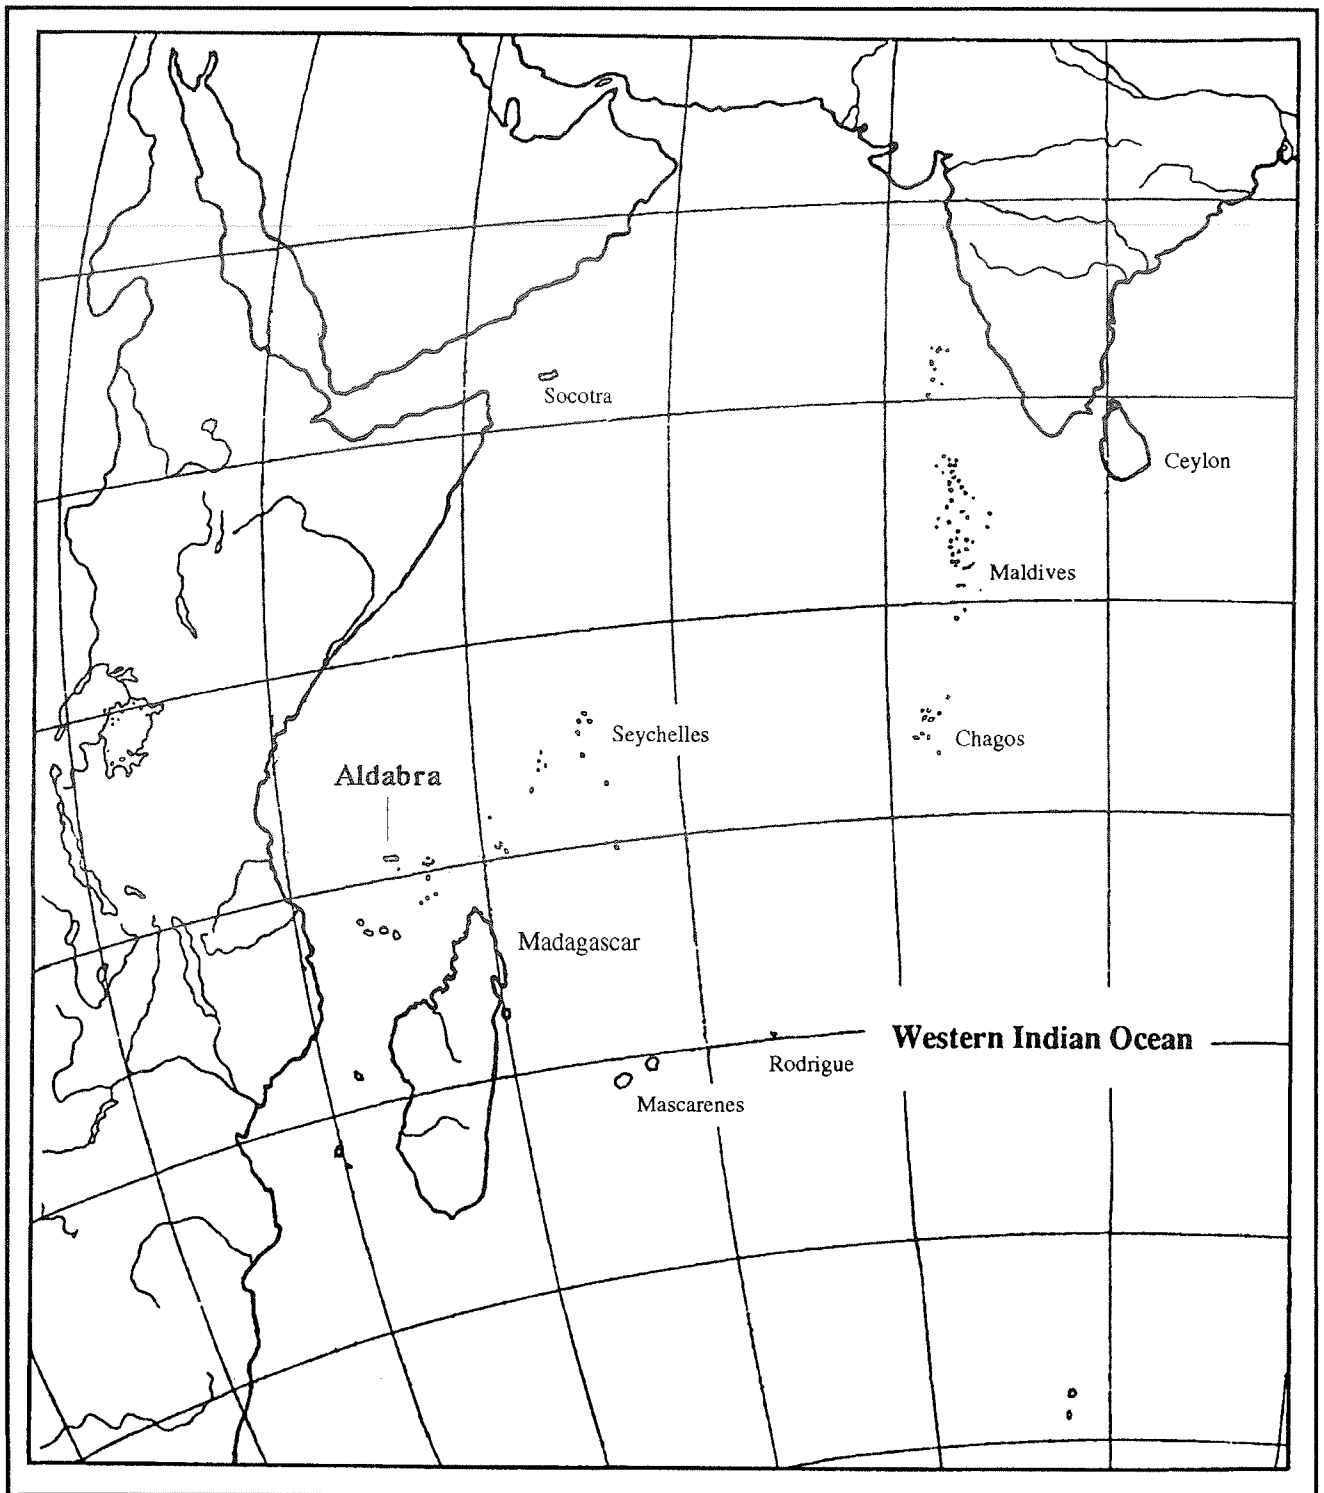 Socotra
Ceylon
Maldives
Seychelles
Chagos
Aldabra
Madagascar
Western Indian Ocean
Rodrigue
Mascarenes